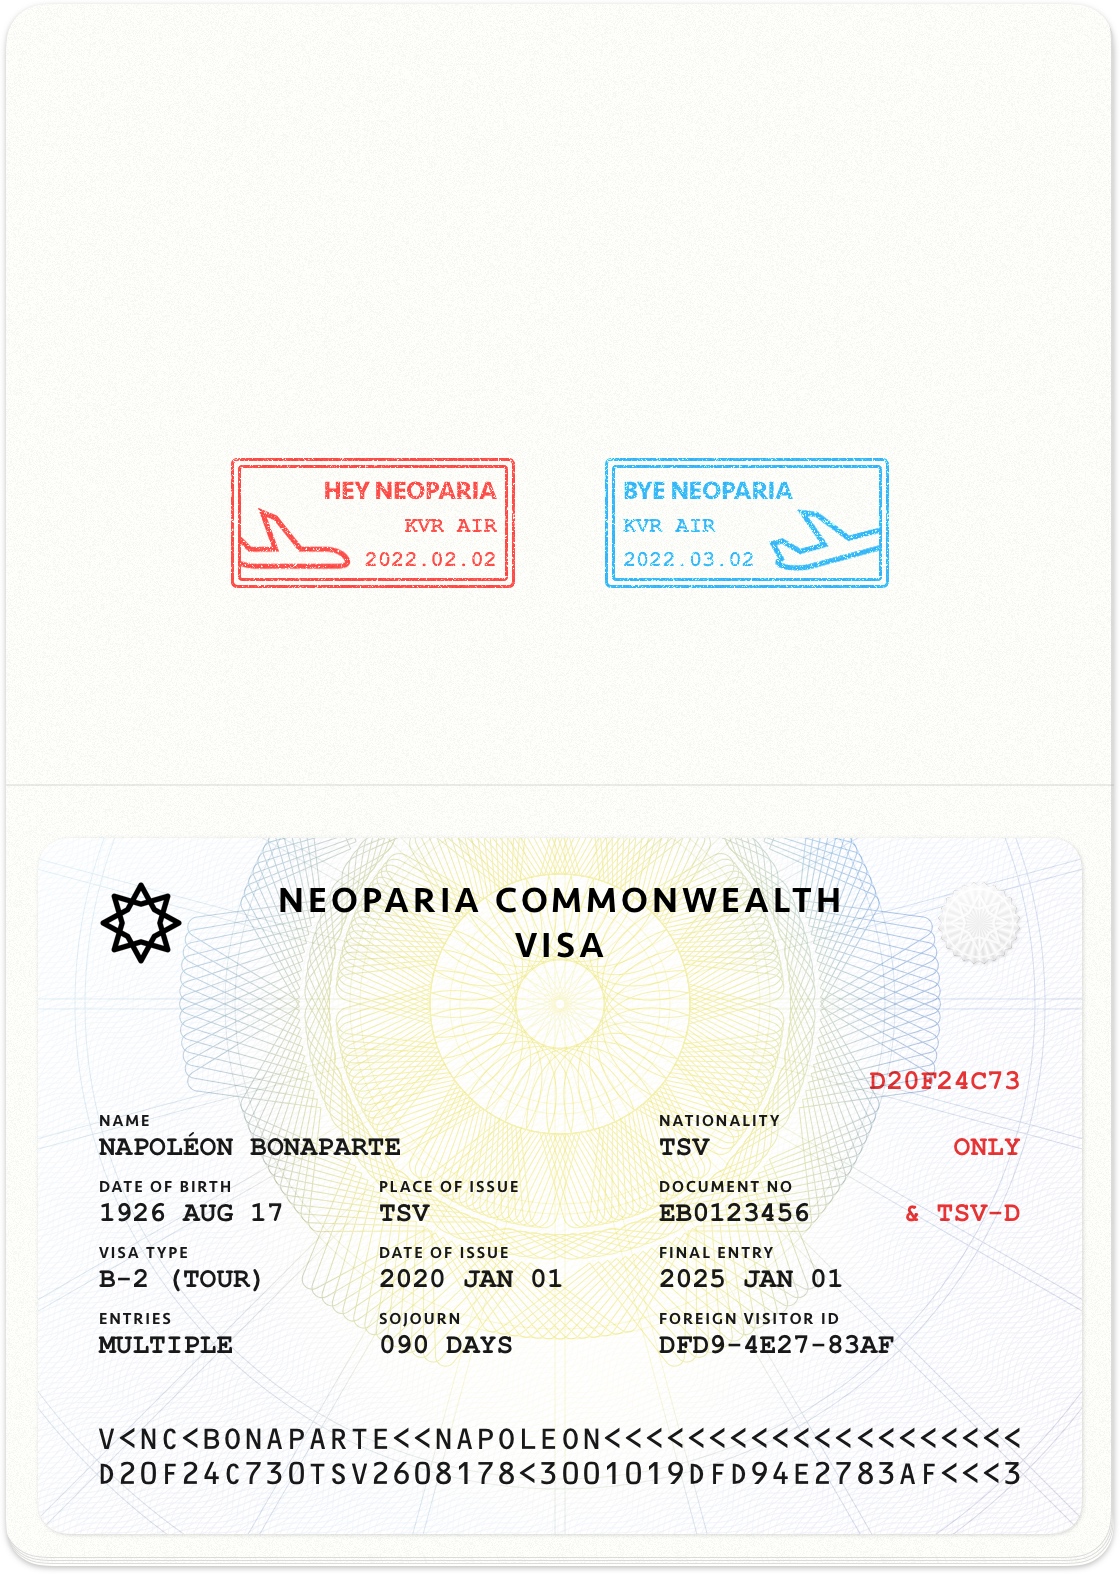 HEY NEOPARIA
KVR AIR
2022.02.02
BYE NEOPARIA
KVR AIR
2022.03.02
NEOPARIA COMMONWEALTH
VISA
D20F24C73
NAME
NAPOLÉON BONAPARTE
NATIONALITY
TSV
ONLY
DATE OF BIRTH
1926 AUG 17
PLACE OF ISSUE
TSV
DOCUMENT NO
EB0123456
& TSV-D
VISA TYPE
B-2 (TOUR)
DATE OF ISSUE
2020 JAN 01
FINAL ENTRY
2025 JAN 01
ENTRIES
MULTIPLE
SOJOURN
090 DAYS
FOREIGN VISITOR ID
DFD9-4E27-83AF
V<NC<BONAPARTE<<NAPOLEON<<<<<<<<<<<<<<<<<<<<
D20F24C730TSV2608178<3001019DFD94E2783AF<<<3